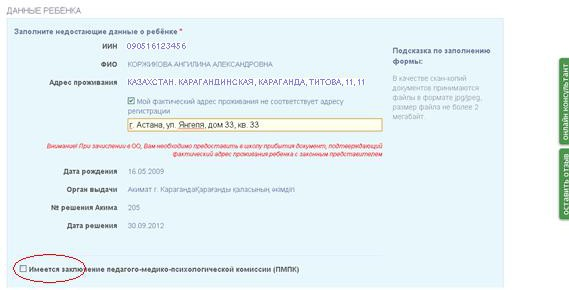 ДАННЫЕ РЕБЁНКА
Заполните недостающие данные о ребёнке *
ИИН 090516123456
ФИО КОРЖИКОВА АНГИЛИНА АЛЕКСАНДРОВНА
Адрес проживания КАЗАХСТАН, КАРАГАНДИНСКАЯ, КАРАГАНДА, ТИТОВА, 11, 11
Мой фактический адрес проживания не соответствует адресу
регистрации
г. Астана, ул. Янгеля, дом 33, кв. 33
Внимание! При зачислении в ОО, Вам необходимо предоставить в школу прибытия документ, подтверждающий
фактический адрес проживания ребенка с законным представителем
Дата рождения 16.05.2009
Орган выдачи Акимат г. КарагандаҚарағанды қаласының әкімдігі
№ решения Акима 205
Дата решения 30.09.2012
Имеется заключение педагого-медико-психологической комиссии (ПМПК)
Подсказка по заполнению
формы:
В качестве скан-копий
документов принимаются
файлы в формате jpg/jpeg,
размер файла не более 2
мегабайт.
онлайн консультант
оставить отзыв